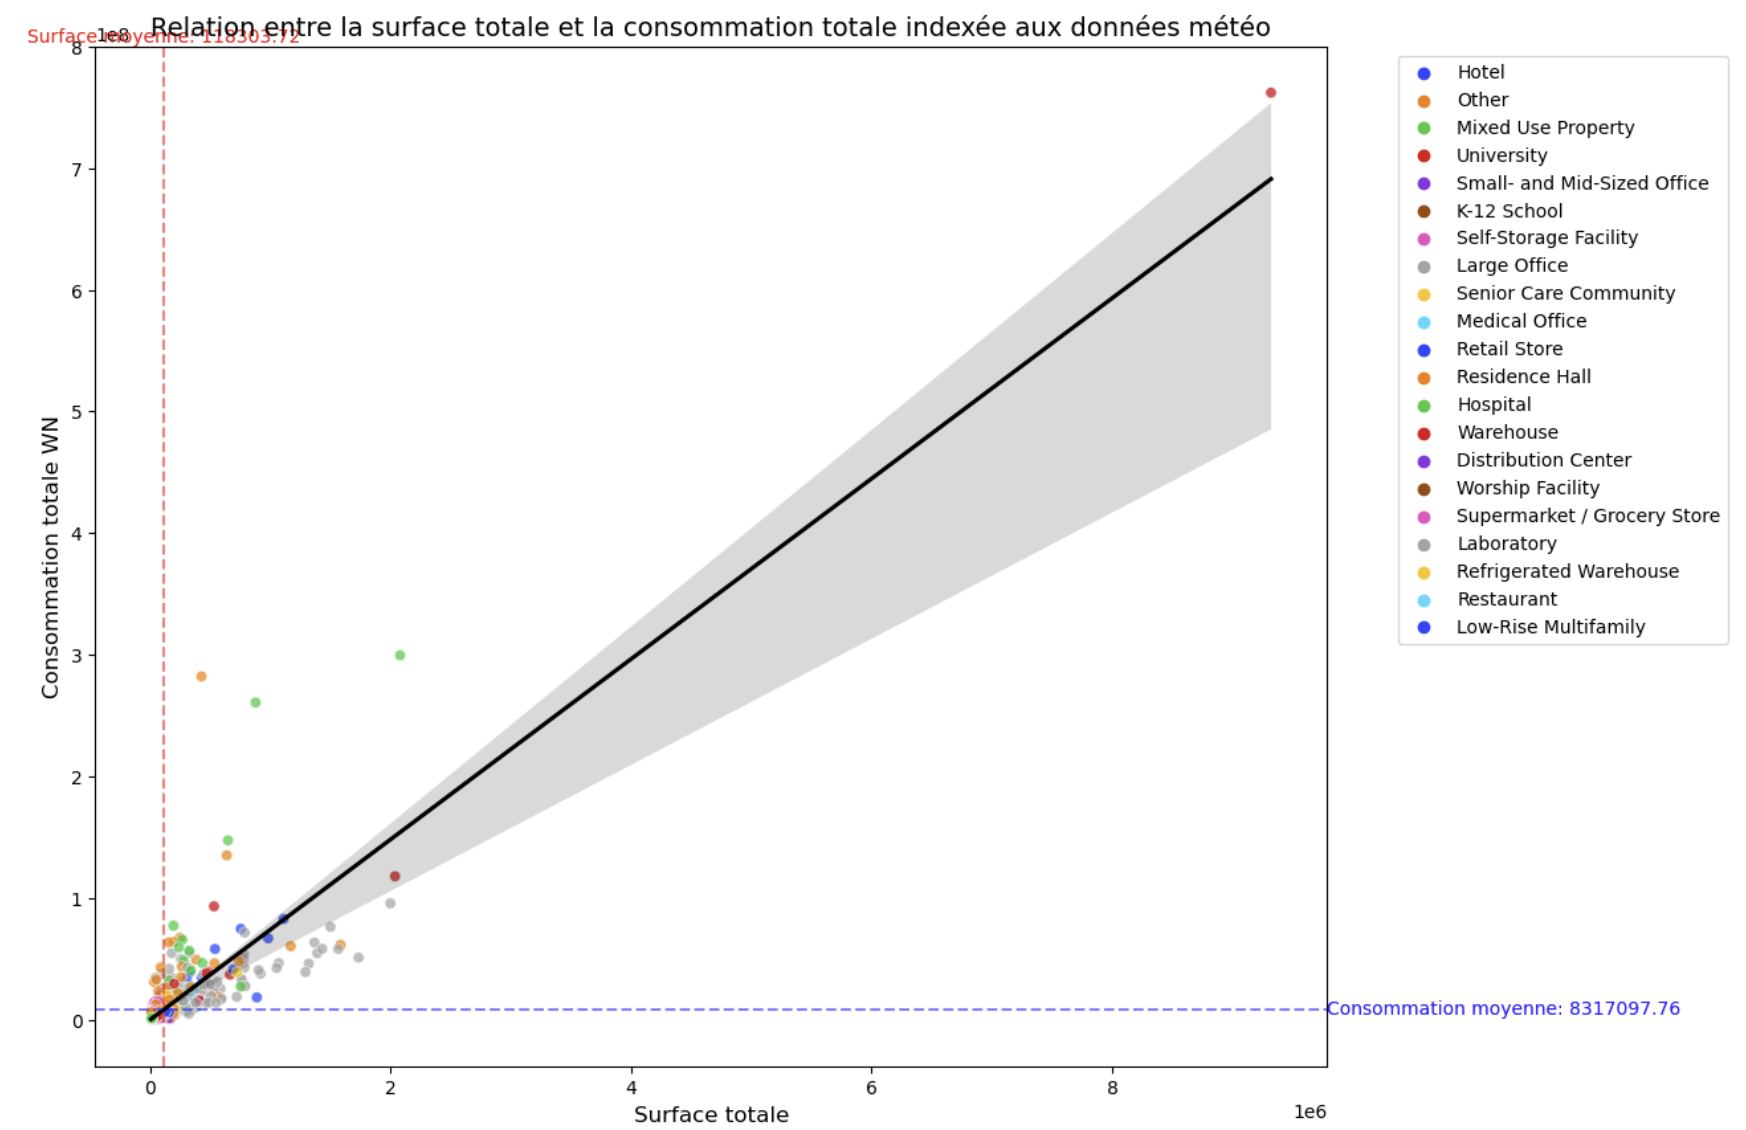 Relation entre la surface totale et la consommation totale indexée aux données météo
Surface moyenne: 118303.72
1e8
8
7
6
5
4
3
2
1
0
Consommation totale WN
0 2 4 6 8
1e6
Surface totale
Consommation moyenne: 8317097.76
Hotel
Other
Mixed Use Property
University
Small- and Mid-Sized Office
K-12 School
Self-Storage Facility
Large Office
Senior Care Community
Medical Office
Retail Store
Residence Hall
Hospital
Warehouse
Distribution Center
Worship Facility
Supermarket / Grocery Store
Laboratory
Refrigerated Warehouse
Restaurant
Low-Rise Multifamily